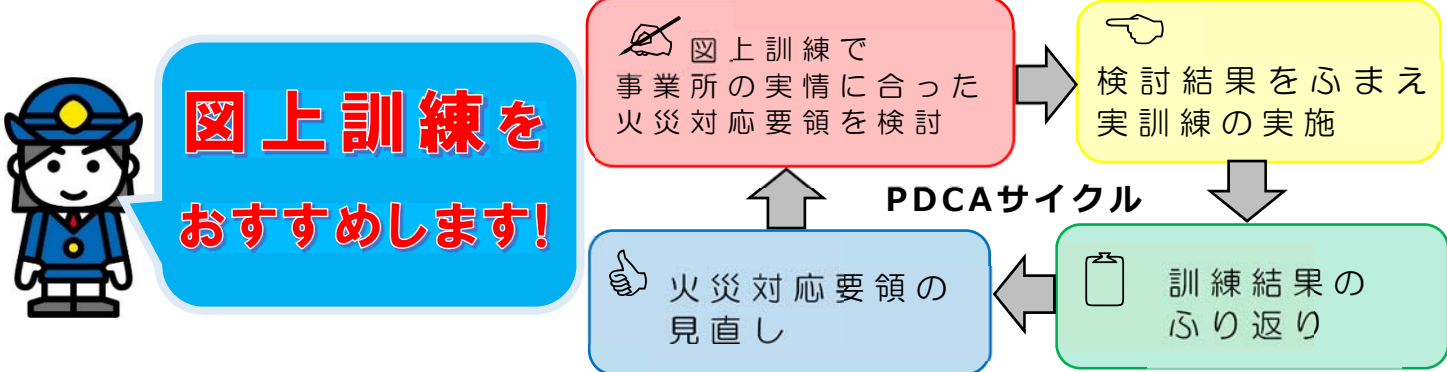 図上訓練を
おすすめします!
図上訓練で
事業所の実情に合った
火災対応要領を検討
検討結果をふまえ
実訓練の実施
PDCAサイクル
訓練結果の
ふり返り
火災対応要領の
見直し